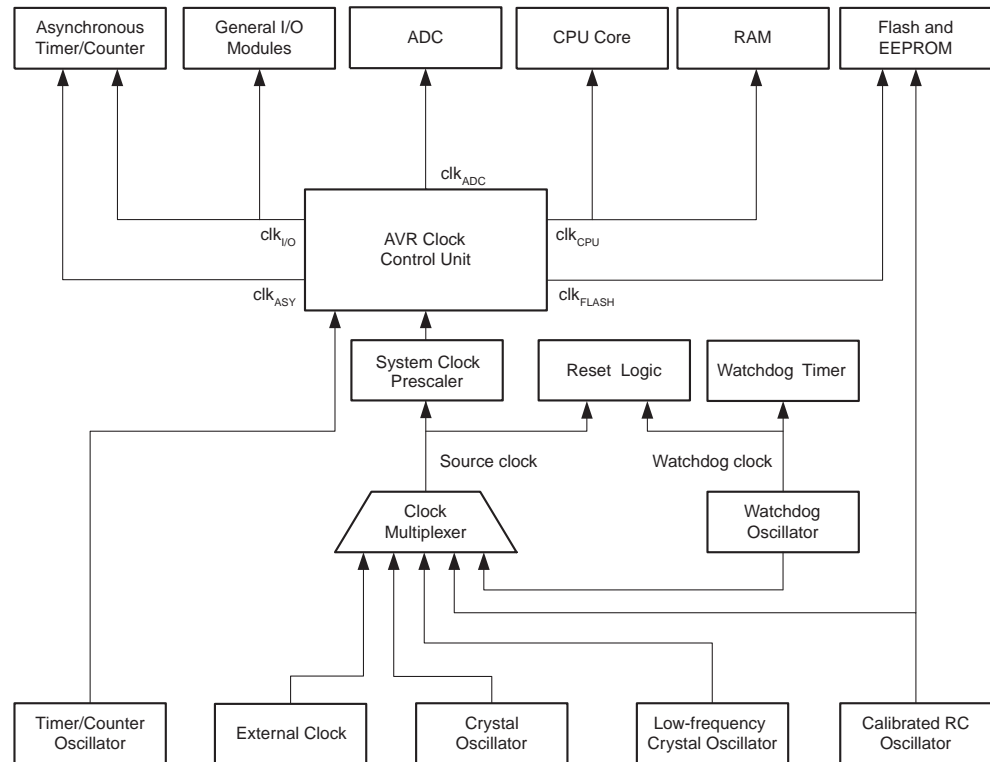 Asynchronous
Timer/Counter
General I/O
Modules
ADC
CPU Core
RAM
Flash and
EEPROM
clkADC
clkI/O
AVR Clock
Control Unit
clkCPU
clkASY
clkFLASH
System Clock
Prescaler
Reset Logic
Watchdog Timer
Source clock
Watchdog clock
Clock
Multiplexer
Watchdog
Oscillator
Timer/Counter
Oscillator
External Clock
Crystal
Oscillator
Low-frequency
Crystal Oscillator
Calibrated RC
Oscillator